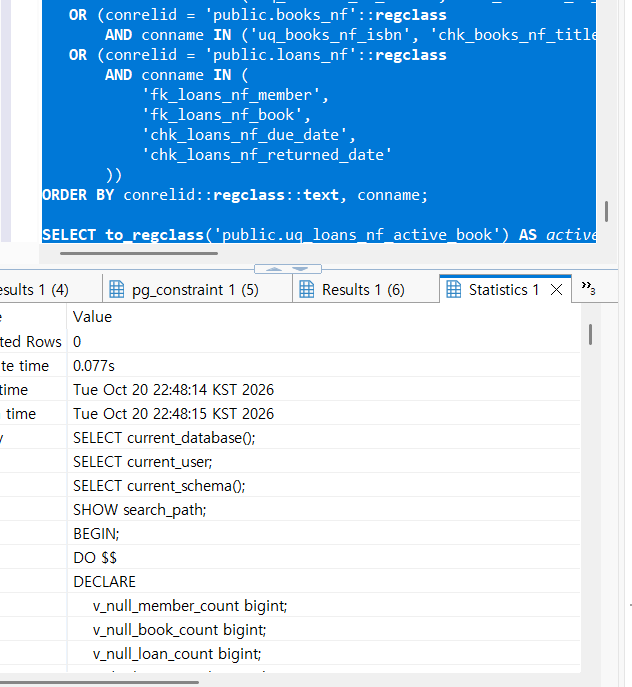 OR (conrelid = 'public.books_nf'::regclass
AND conname IN ('uq_books_nf_isbn', 'chk_books_nf_title
OR (conrelid = 'public.loans_nf'::regclass
AND conname IN (
'fk_loans_nf_member',
'fk_loans_nf_book',
'chk_loans_nf_due_date',
'chk_loans_nf_returned_date'
))
ORDER BY conrelid::regclass::text, conname;
SELECT to_regclass('public.uq_loans_nf_active_book') AS active
esults 1 (4) pg_constraint 1 (5) Results 1 (6) Statistics 1 »3
Value
ted Rows 0
te time 0.077s
time Tue Oct 20 22:48:14 KST 2026
time Tue Oct 20 22:48:15 KST 2026
y SELECT current_database();
SELECT current_user;
SELECT current_schema();
SHOW search_path;
BEGIN;
DO $$
DECLARE
v_null_member_count bigint;
v_null_book_count bigint;
v_null_loan_count bigint;